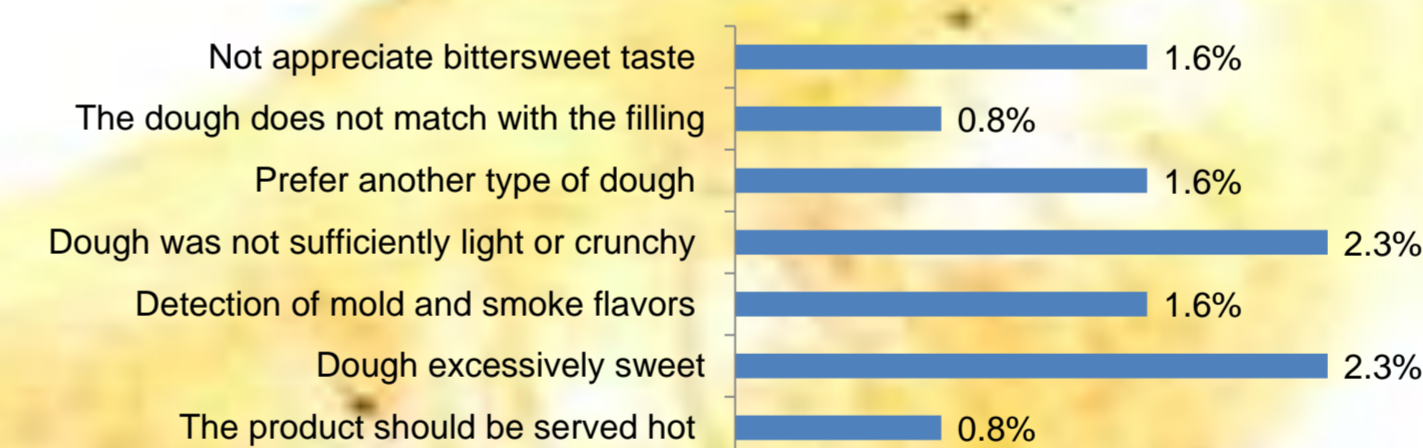 Not appreciate bittersweet taste 1.6%
The dough does not match with the filling 0.8%
Prefer another type of dough 1.6%
Dough was not sufficiently light or crunchy 2.3%
Detection of mold and smoke flavors 1.6%
Dough excessively sweet 2.3%
The product should be served hot 0.8%